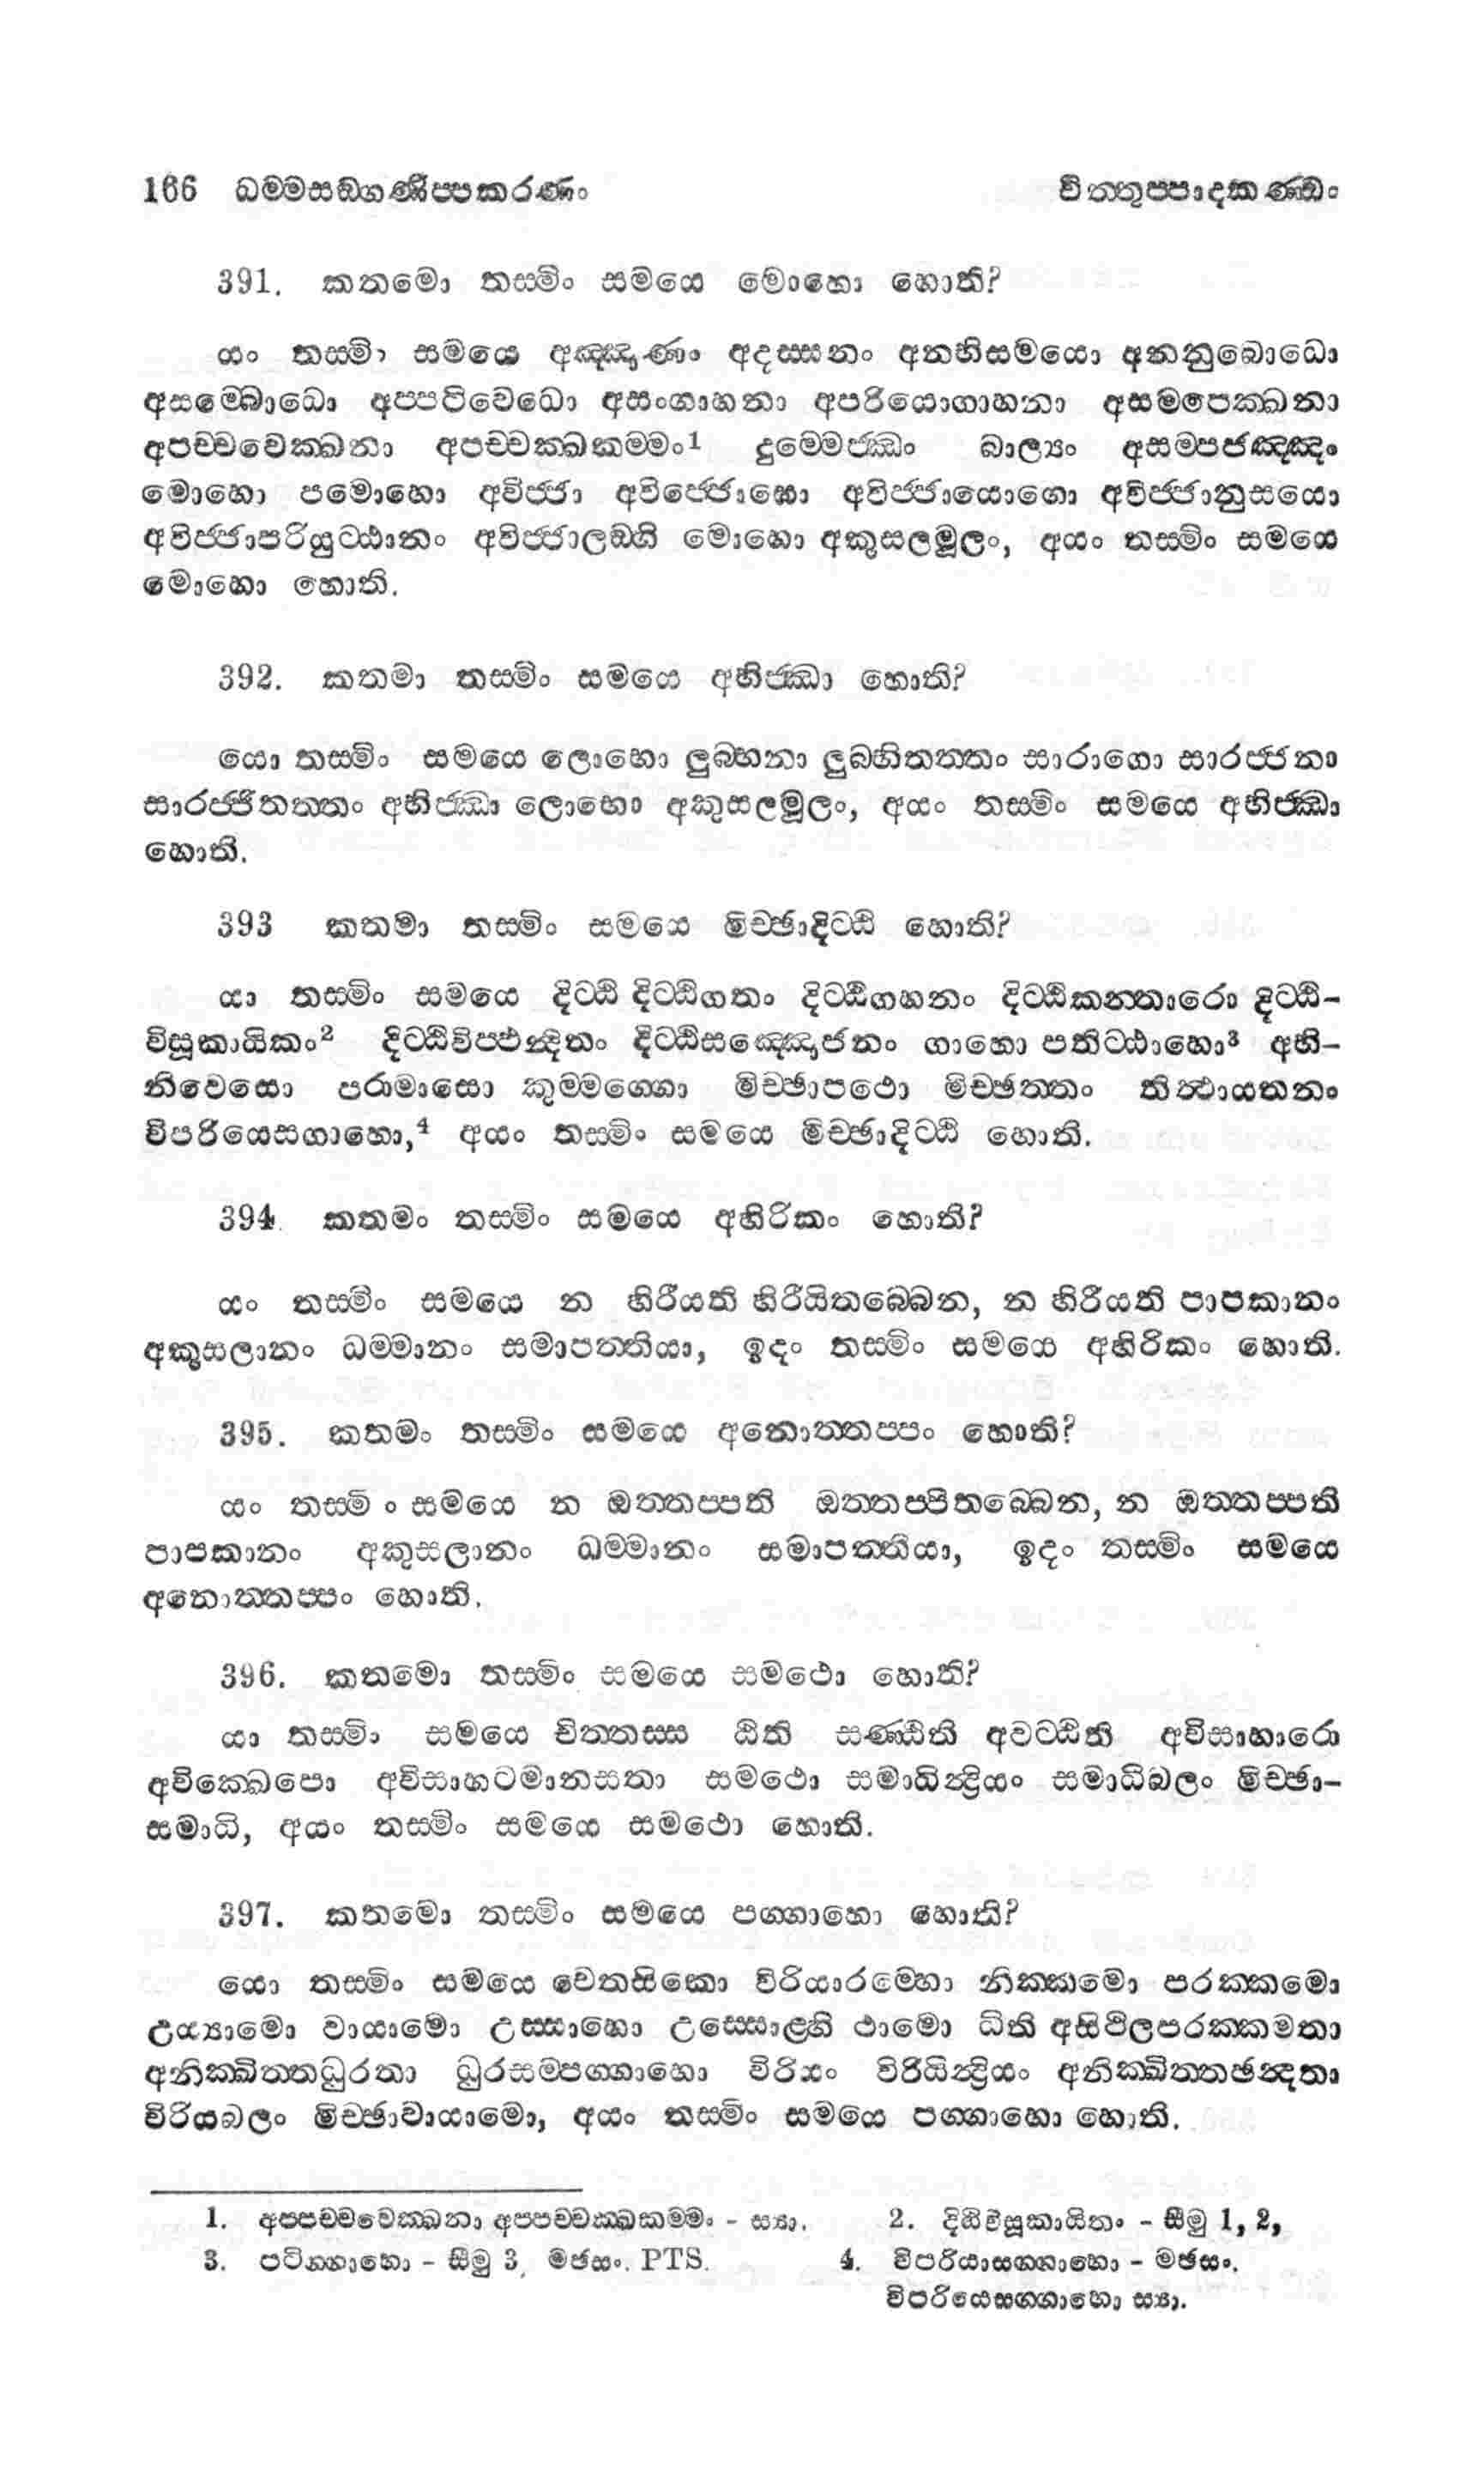 166 ධම්මසඞ්ගණිප්පකරණං චිත්තුප්පාදකණ්ඩං
391. කතමො තස්මිං සමයෙ මොහො හොති?
යං තස්මිං සමයෙ අඤ්ඤාණං අදස්සනං අනභිසමයො අනනුබොධො
අසම්බොධො අප්පටිවෙධො අසංගාහනා අපරියොගාහනා අසමපෙක්ඛනා
අපච්චවෙක්ඛනා අපච්චක්ඛකම්මං1 දුම්මෙජ්ඣං බාල්‍යං අසම්පජඤ්ඤං
මොහො පමොහො අවිජ්ජා අවිජ්ජොඝො අවිජ්ජායොගො අවිජ්ජානුසයො
අවිජ්ජාපරියුට්ඨානං අවිජ්ජාලඞ්ගි මොහො අකුසලමූලං, අයං තස්මිං සමයෙ
මොහො හොති.
392. කතමා තස්මිං සමයෙ අභිජ්ඣා හොති?
යො තස්මිං සමයෙ ලොභො ලුබ්භනා ලුබ්භිතත්තං සාරාගො සාරජ්ජනා
සාරජ්ජිතත්තං අභිජ්ඣා ලොභො අකුසලමූලං, අයං තස්මිං සමයෙ අභිජ්ඣා
හොති.
393 කතමා තස්මිං සමයෙ මිච්ඡාදිට්ඨි හොති?
යා තස්මිං සමයෙ දිට්ඨි දිට්ඨිගතං දිට්ඨිගහනං දිට්ඨිකන්තාරො දිට්ඨි-
විසූකායිකං2 දිට්ඨිවිප්ඵන්දිතං දිට්ඨිසඤ්ඤොජනං ගාහො පතිට්ඨාහො3 අභි-
නිවෙසො පරාමාසො කුම්මග්ගො මිච්ඡාපථො මිච්ඡත්තං තිත්ථායතනං
විපරියෙසගාහො,4 අයං තස්මිං සමයෙ මිච්ඡාදිට්ඨි හොති.
394. කතමං තස්මිං සමයෙ අහිරිකං හොති?
යං තස්මිං සමයෙ න හිරීයති හිරීයිතබ්බෙන, න හිරීයති පාපකානං
අකුසලානං ධම්මානං සමාපත්තියා, ඉදං තස්මිං සමයෙ අහිරිකං හොති.
395. කතමං තස්මිං සමයෙ අනොත්තප්පං හොති?
යං තස්මිං සමයෙ න ඔත්තප්පති ඔත්තප්පිතබ්බෙන, න ඔත්තප්පති
පාපකානං අකුසලානං ධම්මානං සමාපත්තියා, ඉදං තස්මිං සමයෙ
අනොත්තප්පං හොති.
396. කතමො තස්මිං සමයෙ සමථො හොති?
යා තස්මිං සමයෙ චිත්තස්ස ඨිති සණ්ඨිති අවට්ඨිති අවිසාහාරො
අවික්ඛෙපො අවිසාහටමානසතා සමථො සමාධින්ද්‍රියං සමාධිබලං මිච්ඡා-
සමාධි, අයං තස්මිං සමයෙ සමථො හොති.
397. කතමො තස්මිං සමයෙ පග්ගාහො හොති?
යො තස්මිං සමයෙ චෙතසිකො විරියාරම්භො නික්කමො පරක්කමො
උය්‍යාමො වායාමො උස්සාහො උස්සොළ්හි ථාමො ධිති අසිථිලපරක්කමතා
අනික්ඛිත්තධුරතා ධුරසම්පග්ගාහො විරියං විරියින්ද්‍රියං අනික්ඛිත්තඡන්දතා
විරියබලං මිච්ඡාවායාමො, අයං තස්මිං සමයෙ පග්ගාහො හොති.
1. අප්පච්චවෙක්ඛනා අප්පච්චක්ඛකම්මං - ස්‍යා. 2. දිඨිවිසූකායිතං - සීමු 1, 2,
3. පටිග්ගාහො - සීමු 3, මඡසං. PTS. 4. විපරියාසග්ගාහො - මඡසං.
විපරියෙසග්ගාහො ස්‍යා.